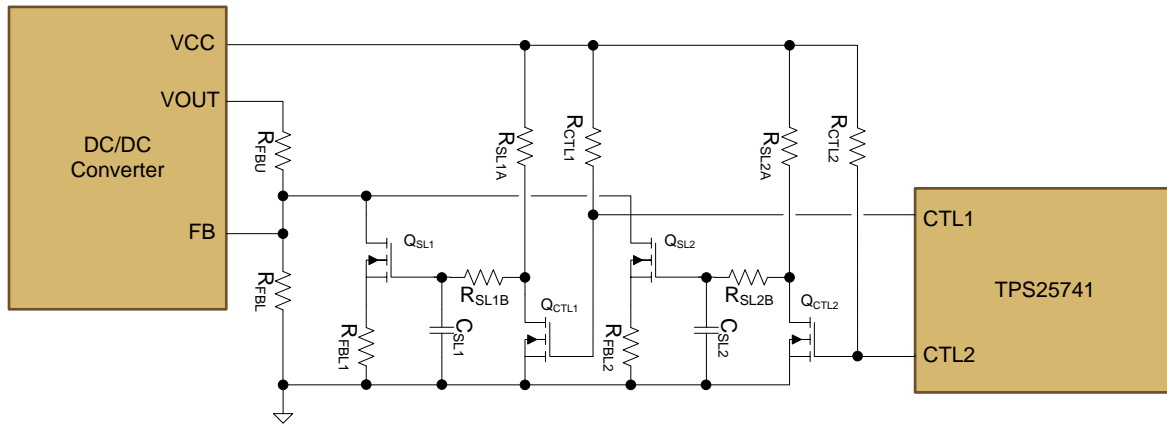 VCC
VOUT
DC/DC
Converter
FB
RFBU
RFBL
QSL1
RFBL1
CSL1
RSL1B
RSL1A
QCTL1
RCTL1
QSL2
RFBL2
CSL2
RSL2B
RSL2A
QCTL2
RCTL2
CTL1
TPS25741
CTL2